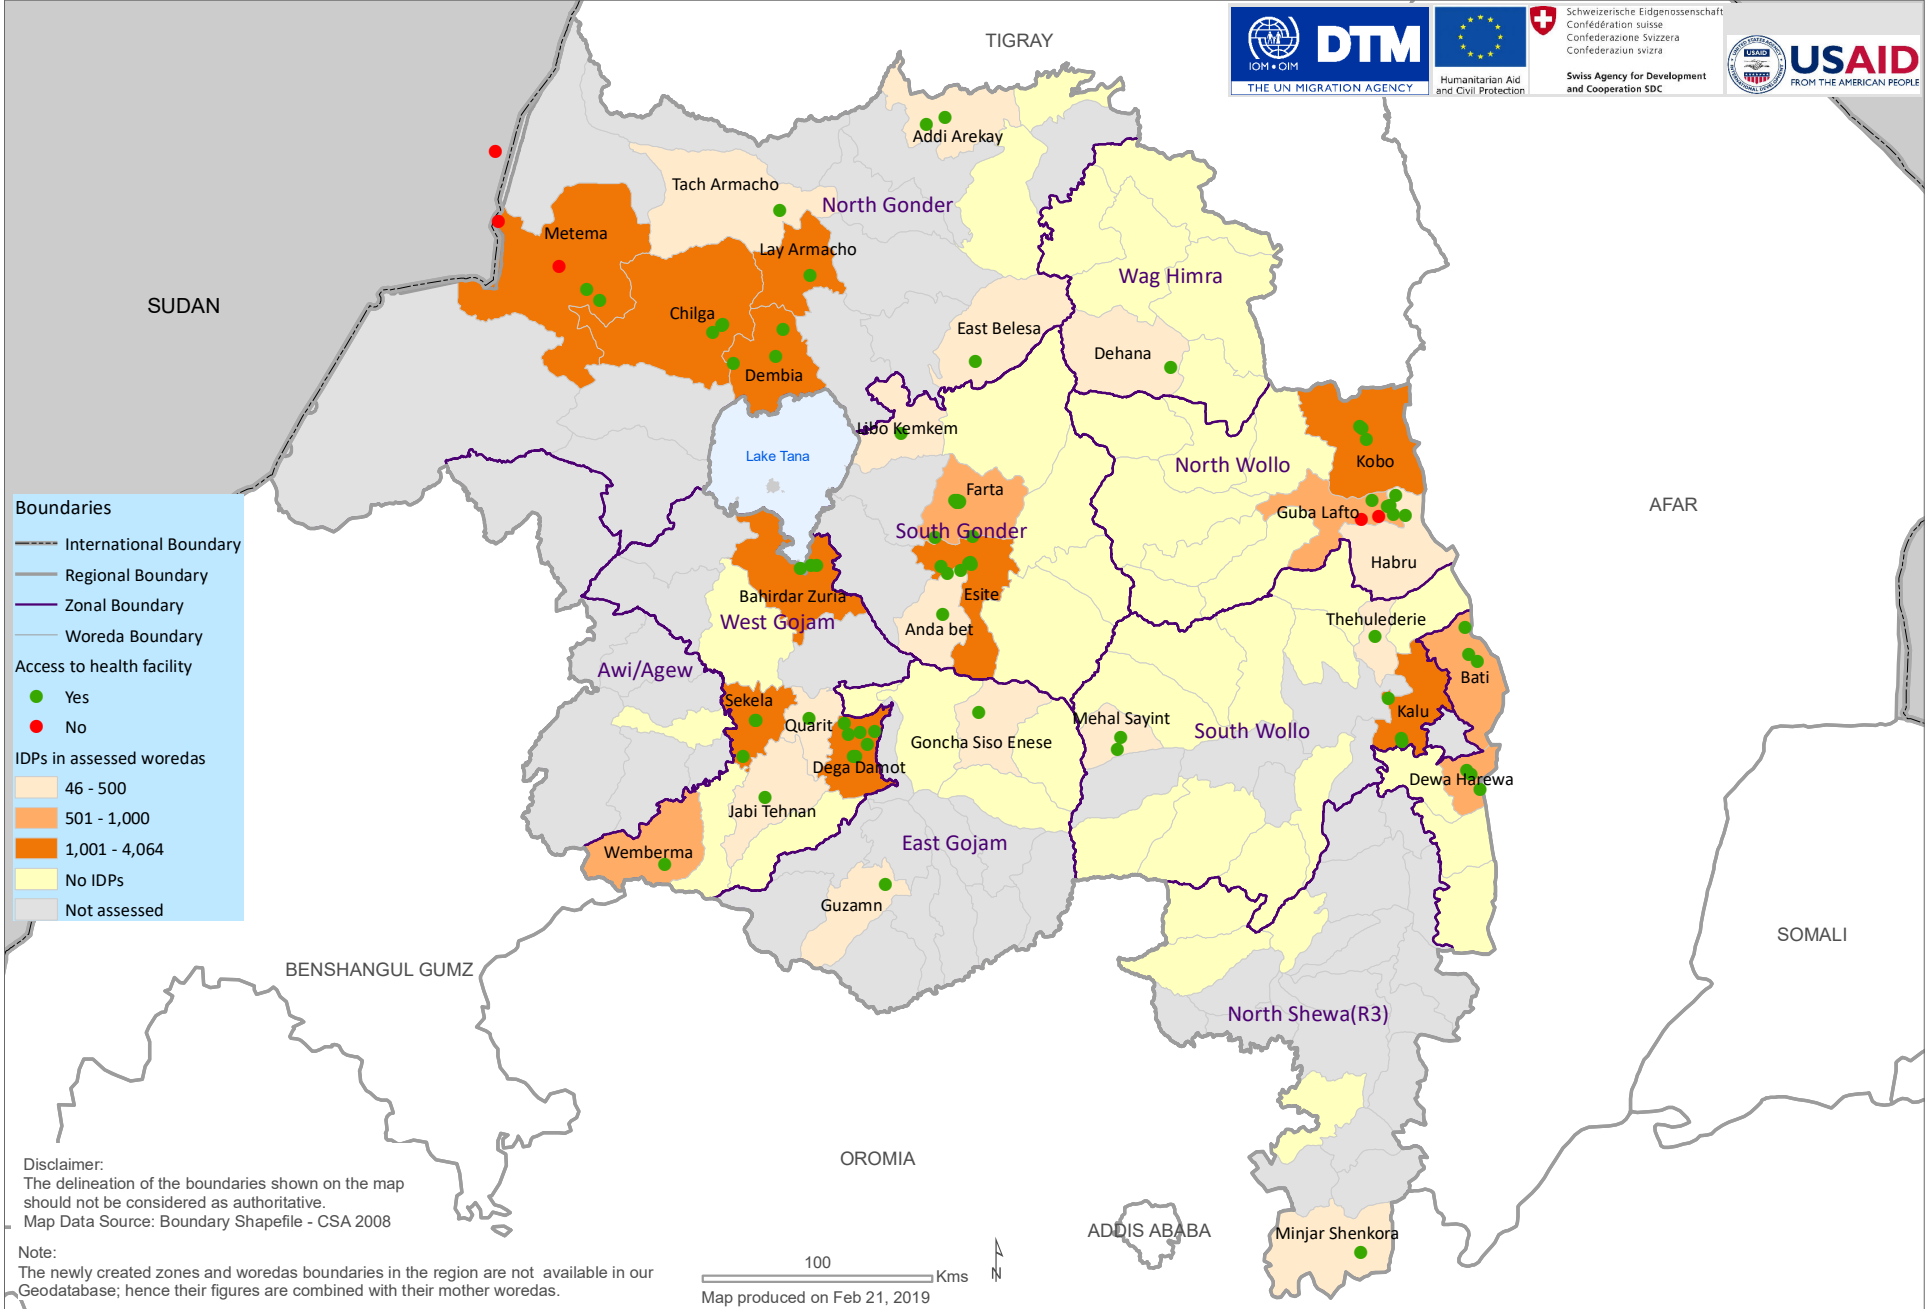 TIGRAY
IOM • OIM
DTM
THE UN MIGRATION AGENCY
Humanitarian Aid
and Civil Protection
Schweizerische Eidgenossenschaft
Confédération suisse
Confederazione Svizzera
Confederaziun svizra
Swiss Agency for Development
and Cooperation SDC
USAID
USAID
FROM THE AMERICAN PEOPLE
Addi Arekay
Tach Armacho
North Gonder
Metema
Lay Armacho
Wag Himra
SUDAN
Chilga
East Belesa
Dehana
Dembia
Libo Kemkem
Lake Tana
North Wollo
Kobo
Farta
Guba Lafto
AFAR
South Gonder
Habru
Esite
Bahirdar Zuria
West Gojam
Anda bet
Thehulederie
Awi/Agew
Bati
Sekela
Quarit
Mehal Sayint
Kalu
Goncha Siso Enese
South Wollo
Dega Damot
Dewa Harewa
Jabi Tehnan
East Gojam
Wemberma
Guzamn
SOMALI
BENSHANGUL GUMZ
North Shewa(R3)
OROMIA
ADDIS ABABA
Minjar Shenkora
Boundaries
International Boundary
Regional Boundary
Zonal Boundary
Woreda Boundary
Access to health facility
Yes
No
IDPs in assessed woredas
46 - 500
501 - 1,000
1,001 - 4,064
No IDPs
Not assessed
Disclaimer:
The delineation of the boundaries shown on the map
should not be considered as authoritative.
Map Data Source: Boundary Shapefile - CSA 2008
Note:
The newly created zones and woredas boundaries in the region are not available in our
Geodatabase; hence their figures are combined with their mother woredas.
100
Kms
N
Map produced on Feb 21, 2019